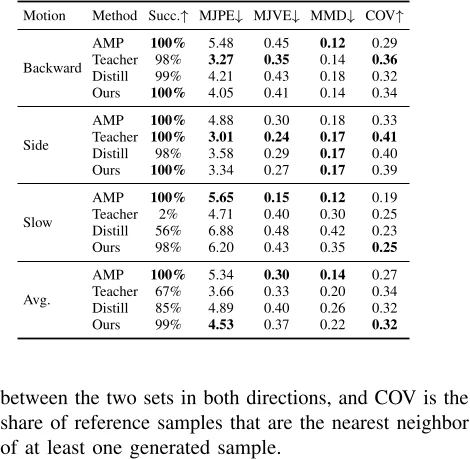 Motion Method Succ.↑ MJPE↓ MJVE↓ MMD↓ COV↑
AMP 100% 5.48 0.45 0.12 0.29
Backward Teacher 98% 3.27 0.35 0.14 0.36
Distill 99% 4.21 0.43 0.18 0.32
Ours 100% 4.05 0.41 0.14 0.34
AMP 100% 4.88 0.30 0.18 0.33
Side Teacher 100% 3.01 0.24 0.17 0.41
Distill 98% 3.58 0.29 0.17 0.40
Ours 100% 3.34 0.27 0.17 0.39
AMP 100% 5.65 0.15 0.12 0.19
Slow Teacher 2% 4.71 0.40 0.30 0.25
Distill 56% 6.88 0.48 0.42 0.23
Ours 98% 6.20 0.43 0.35 0.25
AMP 100% 5.34 0.30 0.14 0.27
Avg. Teacher 67% 3.66 0.33 0.20 0.34
Distill 85% 4.89 0.40 0.26 0.32
Ours 99% 4.53 0.37 0.22 0.32
between the two sets in both directions, and COV is the
share of reference samples that are the nearest neighbor
of at least one generated sample.